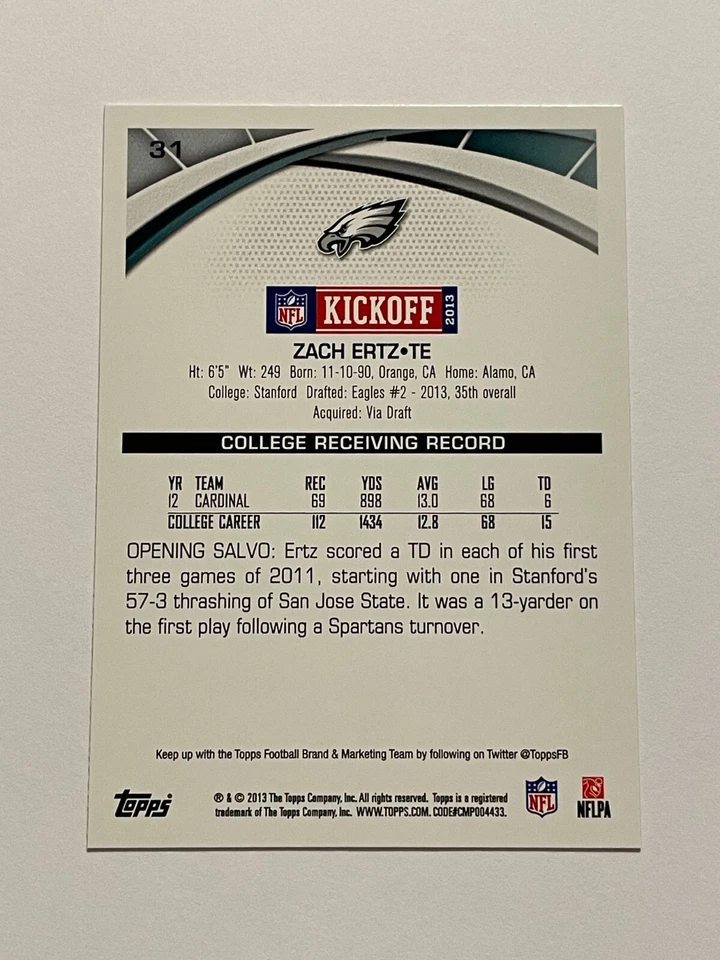 31
NFL KICKOFF 2013
ZACH ERTZ•TE
Ht: 6'5" Wt: 249 Born: 11-10-90, Orange, CA Home: Alamo, CA
College: Stanford Drafted: Eagles #2 - 2013, 35th overall
Acquired: Via Draft
COLLEGE RECEIVING RECORD
YR TEAM REC YDS AVG LG TD
12 CARDINAL 69 898 13.0 68 6
COLLEGE CAREER 112 1434 12.8 68 15
OPENING SALVO: Ertz scored a TD in each of his first
three games of 2011, starting with one in Stanford's
57-3 thrashing of San Jose State. It was a 13-yarder on
the first play following a Spartans turnover.
Keep up with the Topps Football Brand & Marketing Team by following on Twitter @ToppsFB
topps
® & © 2013 The Topps Company, Inc. All rights reserved. Topps is a registered
trademark of The Topps Company, Inc. WWW.TOPPS.COM. CODE#CMP004433.
NFL
NFLPA